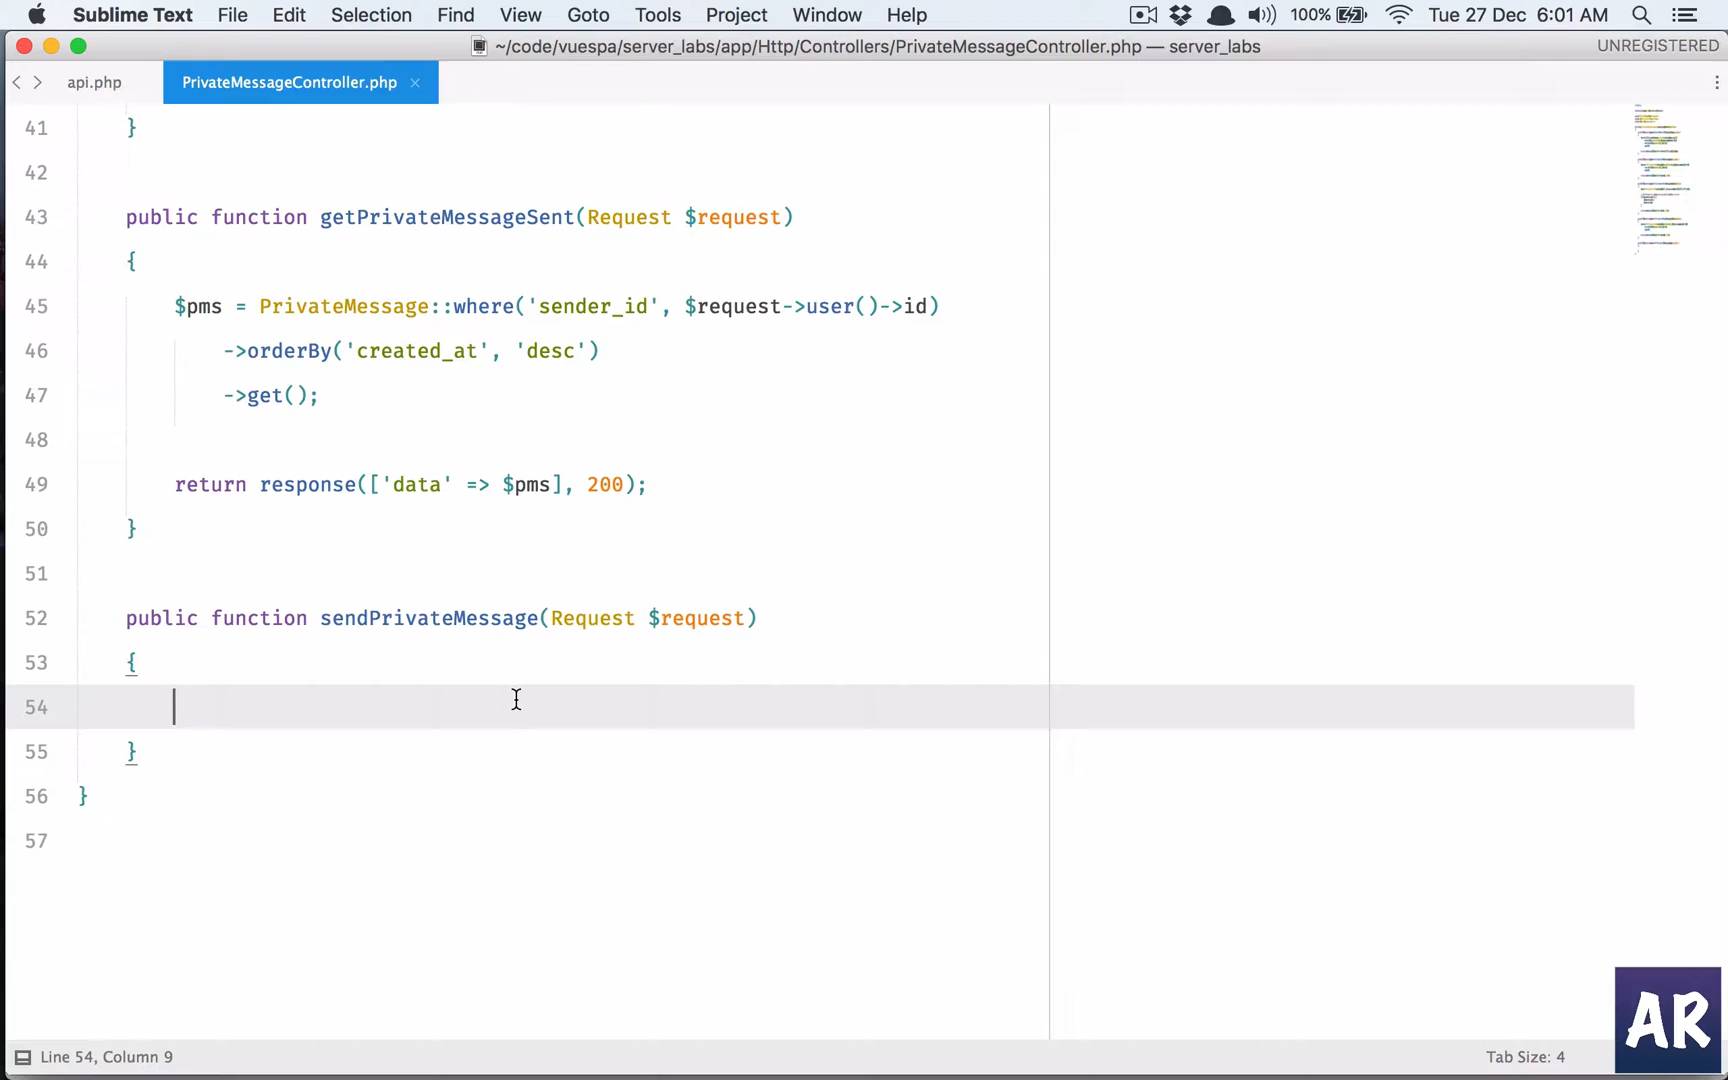 Sublime Text File Edit Selection Find View Goto Tools Project Window Help 100% Tue 27 Dec 6:01 AM
~/code/vuespa/server_labs/app/Http/Controllers/PrivateMessageController.php — server_labs UNREGISTERED
api.php PrivateMessageController.php ×
41 }
42
43 public function getPrivateMessageSent(Request $request)
44 {
45 $pms = PrivateMessage::where('sender_id', $request->user()->id)
46 ->orderBy('created_at', 'desc')
47 ->get();
48
49 return response(['data' => $pms], 200);
50 }
51
52 public function sendPrivateMessage(Request $request)
53 {
54
55 }
56 }
57
AR
Line 54, Column 9 Tab Size: 4